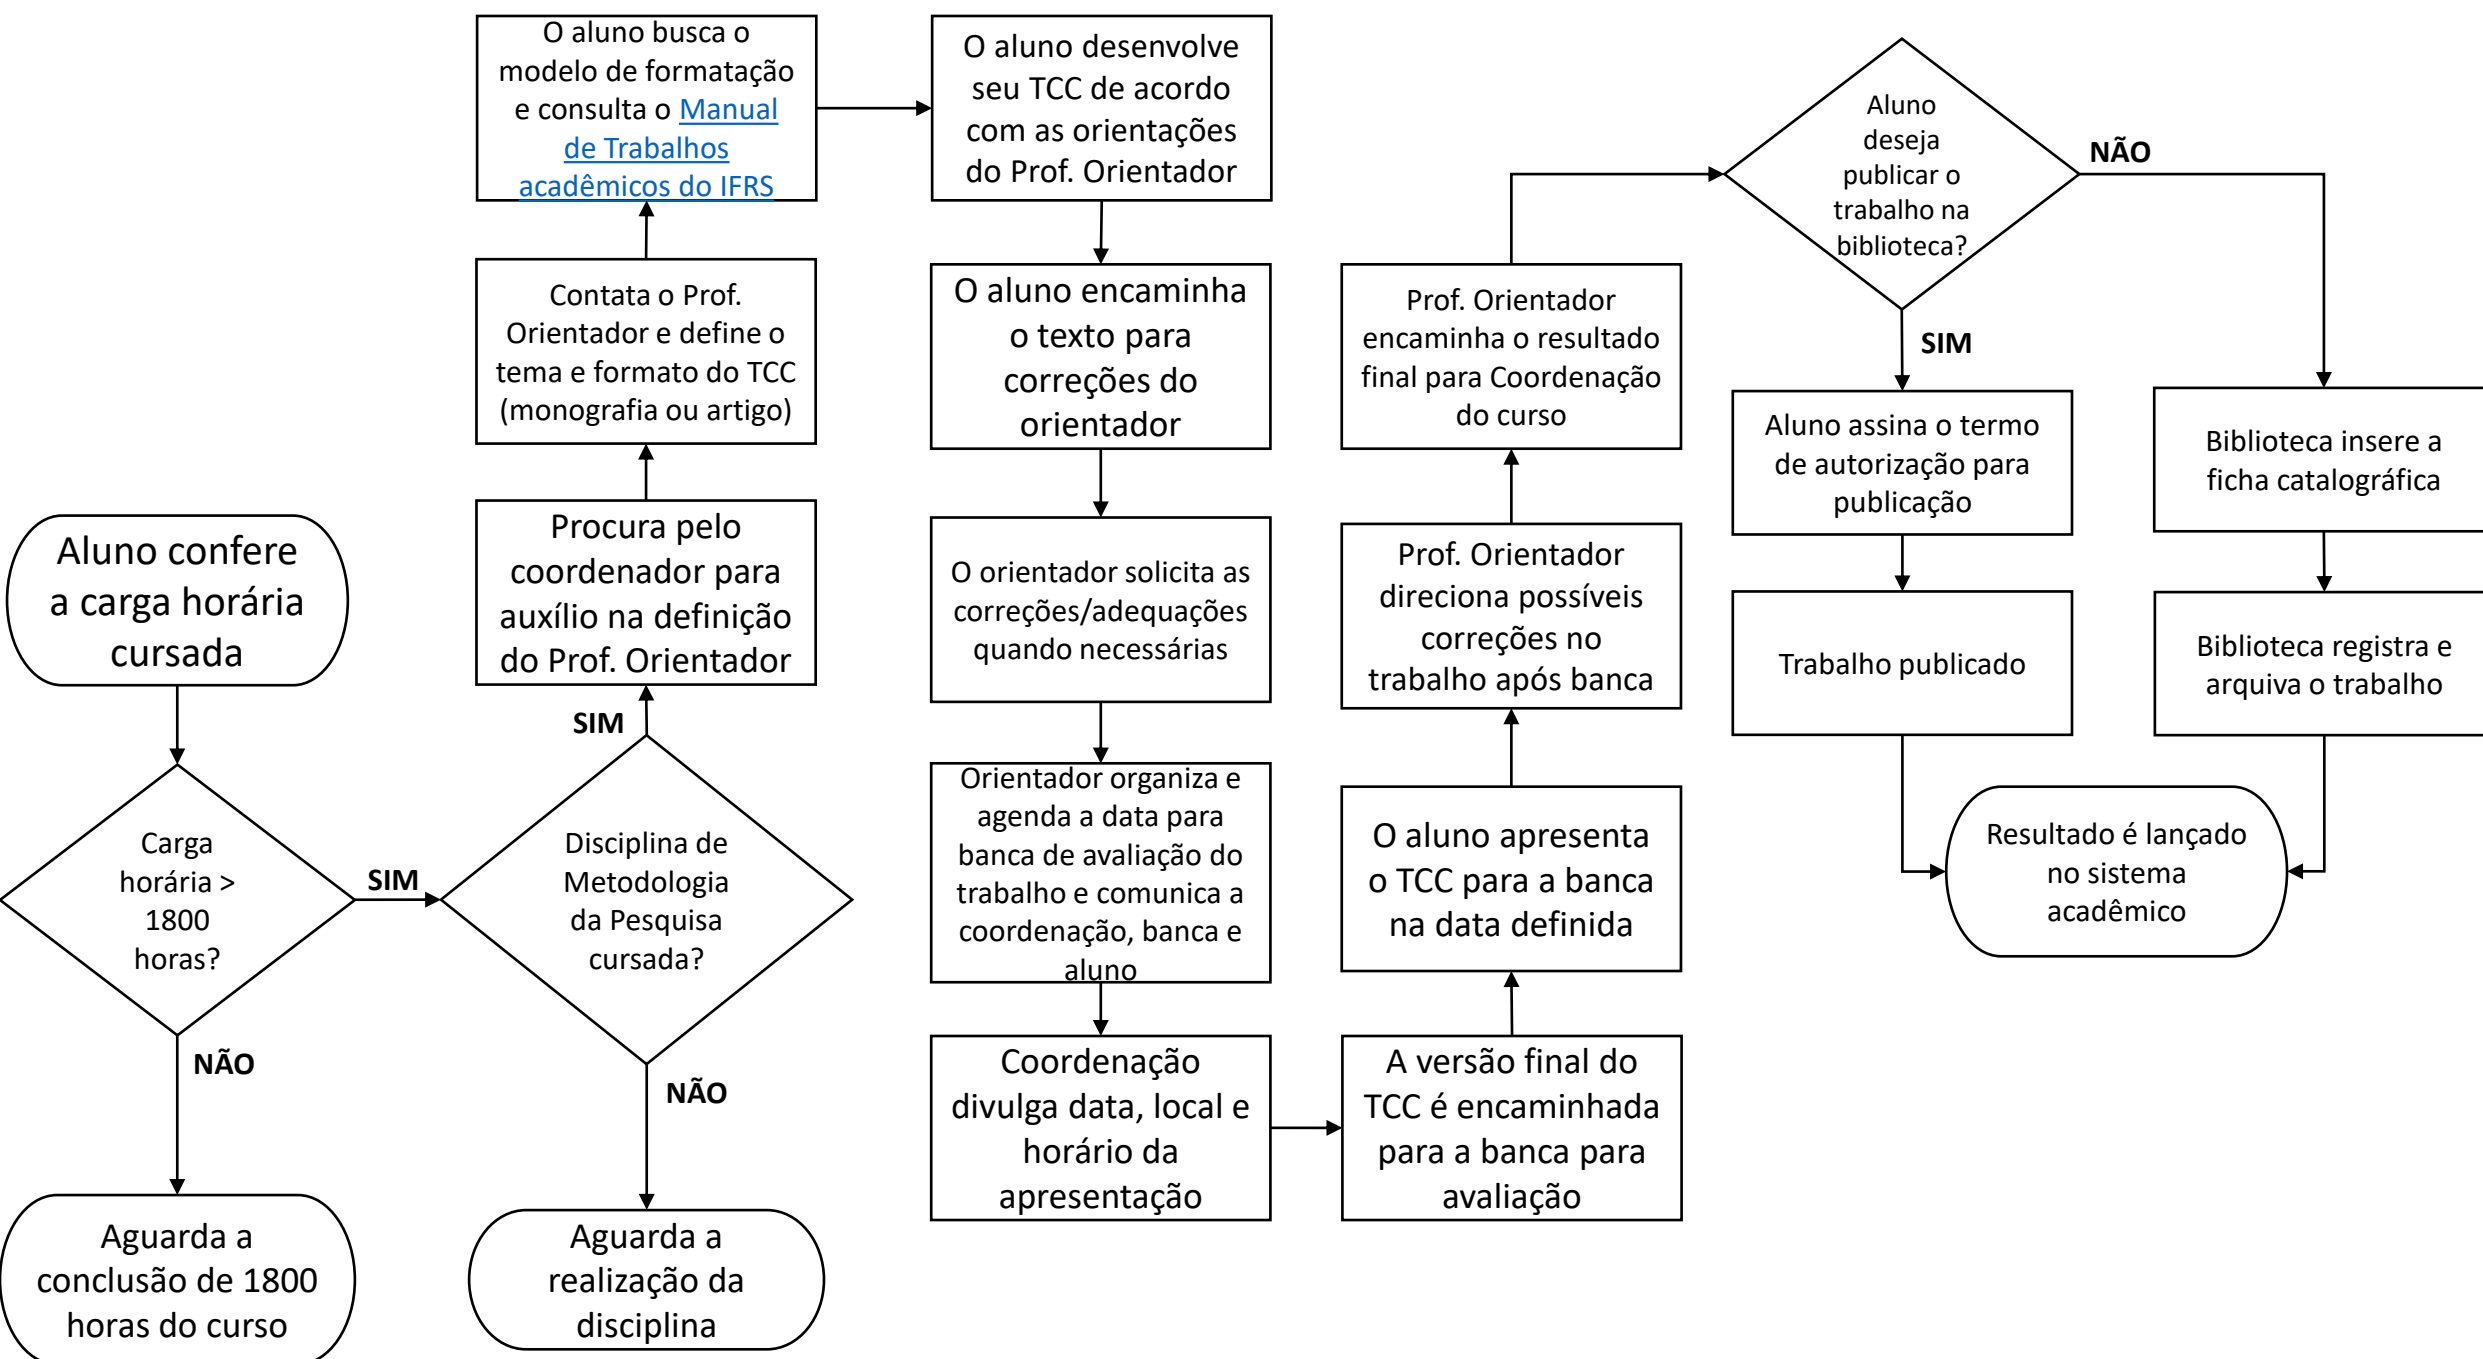 Aluno confere
a carga horária
cursada
Carga
horária >
1800
horas?
SIM
NÃO
Aguarda a
conclusão de 1800
horas do curso
Disciplina de
Metodologia
da Pesquisa
cursada?
SIM
NÃO
Aguarda a
realização da
disciplina
Procura pelo
coordenador para
auxílio na definição
do Prof. Orientador
Contata o Prof.
Orientador e define o
tema e formato do TCC
(monografia ou artigo)
O aluno busca o
modelo de formatação
e consulta o Manual
de Trabalhos
acadêmicos do IFRS
O aluno desenvolve
seu TCC de acordo
com as orientações
do Prof. Orientador
O aluno encaminha
o texto para
correções do
orientador
O orientador solicita as
correções/adequações
quando necessárias
Orientador organiza e
agenda a data para
banca de avaliação do
trabalho e comunica a
coordenação, banca e
aluno
Coordenação
divulga data, local e
horário da
apresentação
A versão final do
TCC é encaminhada
para a banca para
avaliação
O aluno apresenta
o TCC para a banca
na data definida
Prof. Orientador
direciona possíveis
correções no
trabalho após banca
Prof. Orientador
encaminha o resultado
final para Coordenação
do curso
Aluno
deseja
publicar o
trabalho na
biblioteca?
NÃO
SIM
Aluno assina o termo
de autorização para
publicação
Trabalho publicado
Biblioteca insere a
ficha catalográfica
Biblioteca registra e
arquiva o trabalho
Resultado é lançado
no sistema
acadêmico